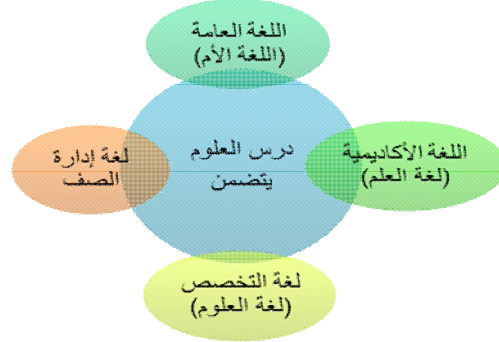 اللغة العامة
(اللغة الأم)
درس العلوم
يتضمن
اللغة الأكاديمية
(لغة العلم)
لغة إدارة
الصف
لغة التخصص
(لغة العلوم)